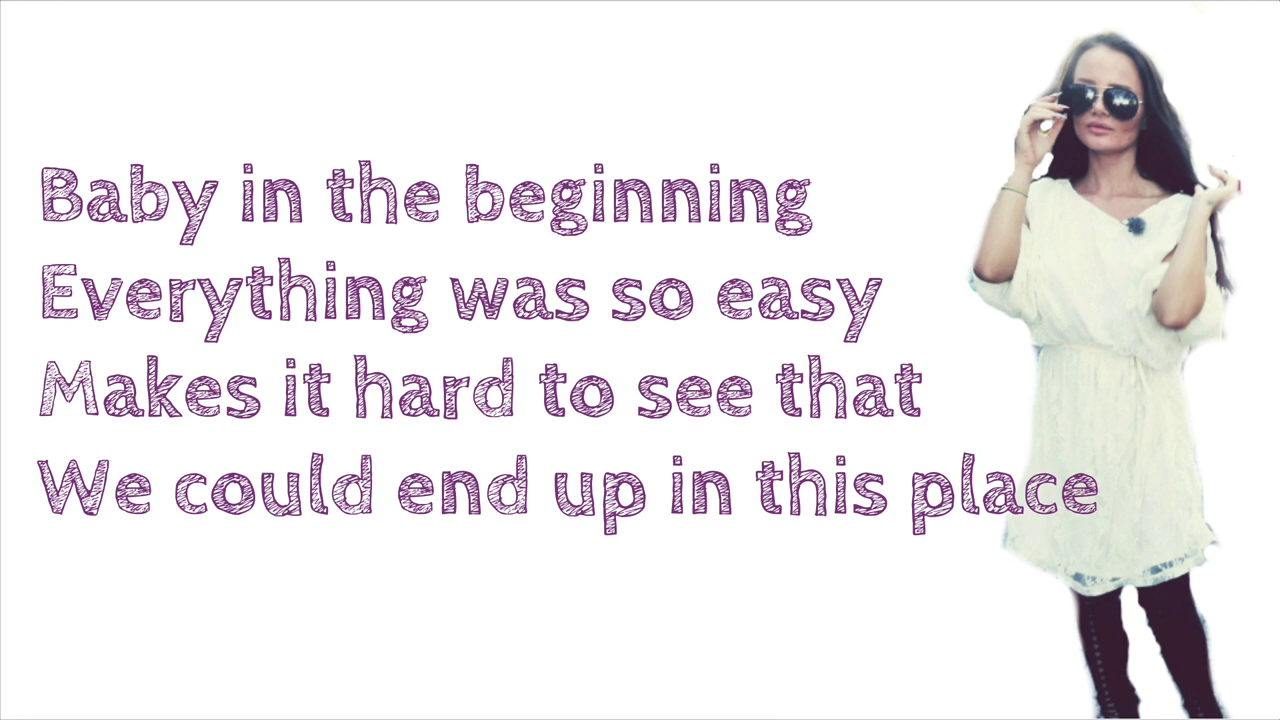 Baby in the beginning
Everything was so easy
Makes it hard to see that
We could end up in this place